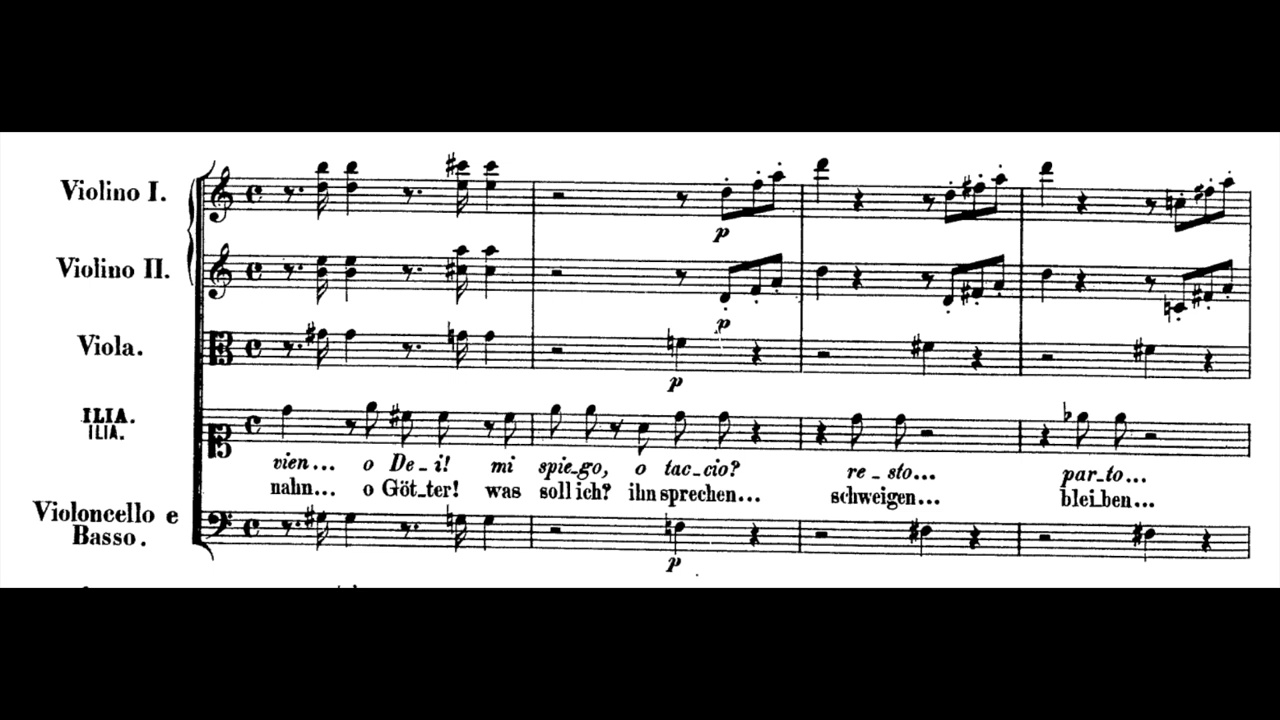 Violino I.
p
Violino II.
p
Viola.
p
ILIA.
ILIA.
vien... o De-i! mi spie-go, o tac-cio? re-sto... par-to...
nahn... o Göt-ter! was soll ich? ihn sprechen... schweigen... blei-ben...
Violoncello e
Basso.
p